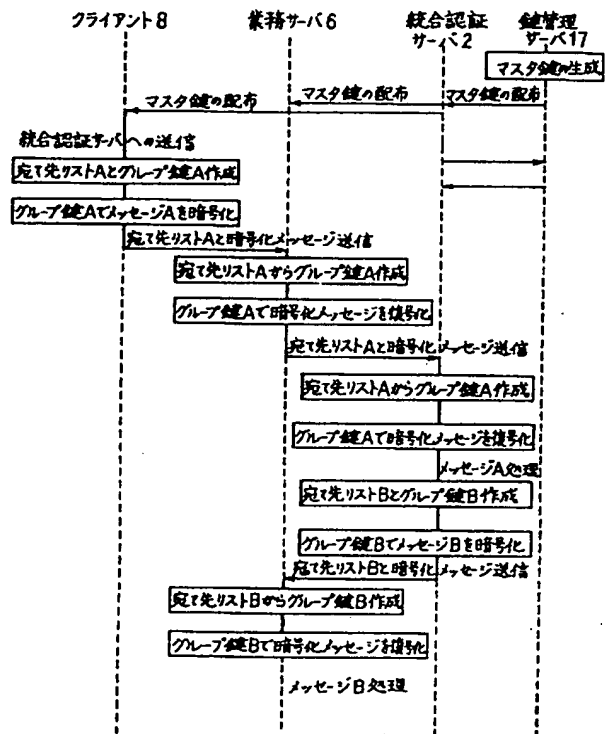 クライアント8
業務サーバ6
統合認証
サーバ2
鍵管理
サーバ17
マスタ鍵の生成
マスタ鍵の配布
マスタ鍵の配布
マスタ鍵の配布
統合認証サーバへの送信
宛て先リストAとグループ鍵A作成
グループ鍵AでメッセージAを暗号化
宛て先リストAと暗号化メッセージ送信
宛て先リストAからグループ鍵A作成
グループ鍵Aで暗号化メッセージを復号化
宛て先リストAと暗号化メッセージ送信
宛て先リストAからグループ鍵A作成
グループ鍵Aで暗号化メッセージを復号化
メッセージA処理
宛て先リストBとグループ鍵B作成
グループ鍵BでメッセージBを暗号化
宛て先リストBと暗号化メッセージ送信
宛て先リストBからグループ鍵B作成
グループ鍵Bで暗号化メッセージを復号化
メッセージB処理